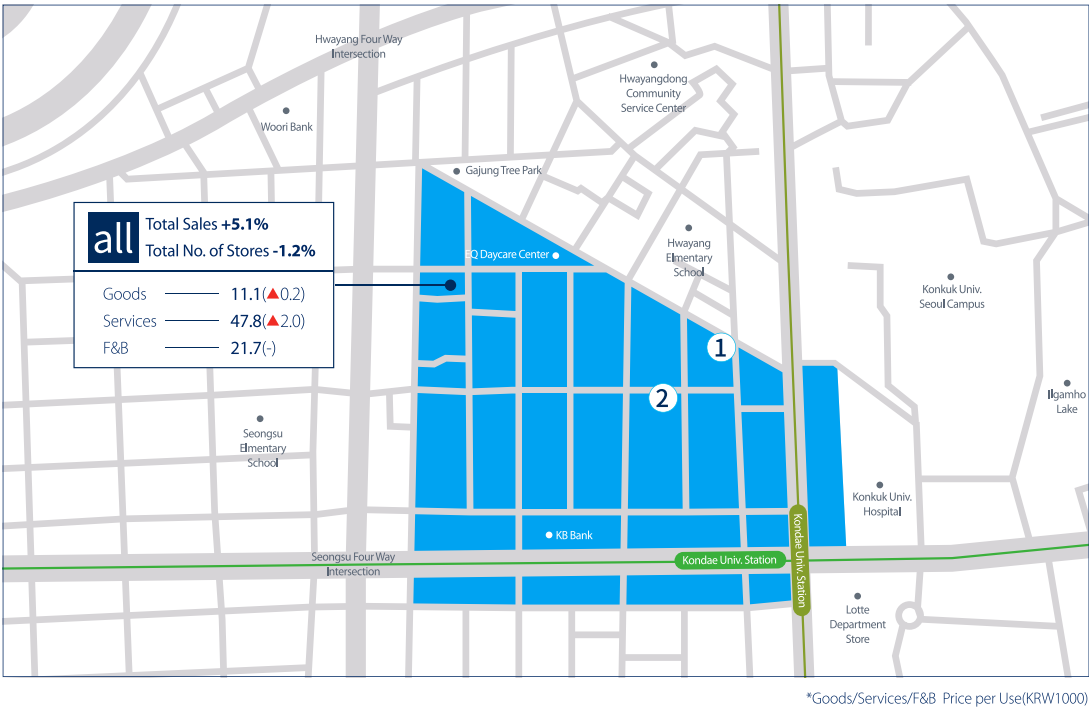 Hwayang Four Way
Intersection
Hwayangdong
Community
Service Center
Woori Bank
Gajung Tree Park
all
Total Sales +5.1%
Total No. of Stores -1.2%
Goods 11.1(▲0.2)
Services 47.8(▲2.0)
F&B 21.7(-)
EQ Daycare Center
Hwayang
Elmentary
School
Konkuk Univ.
Seoul Campus
1
2
Ilgamho
Lake
Seongsu
Elmentary
School
Konkuk Univ.
Hospital
KB Bank
Seongsu Four Way
Intersection
Kondae Univ. Station
Kondae Univ. Station
Lotte
Department
Store
*Goods/Services/F&B Price per Use(KRW1000)